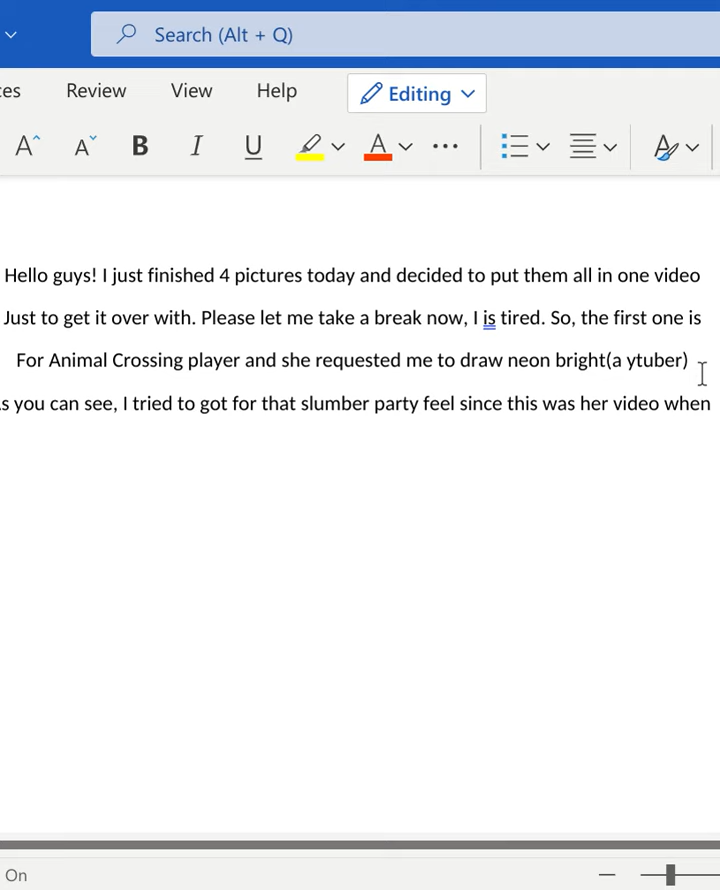 Search (Alt + Q)
Review View Help Editing
A A B I U A A
Hello guys! I just finished 4 pictures today and decided to put them all in one video
Just to get it over with. Please let me take a break now, I is tired. So, the first one is
For Animal Crossing player and she requested me to draw neon bright(a ytuber)
you can see, I tried to got for that slumber party feel since this was her video when
On